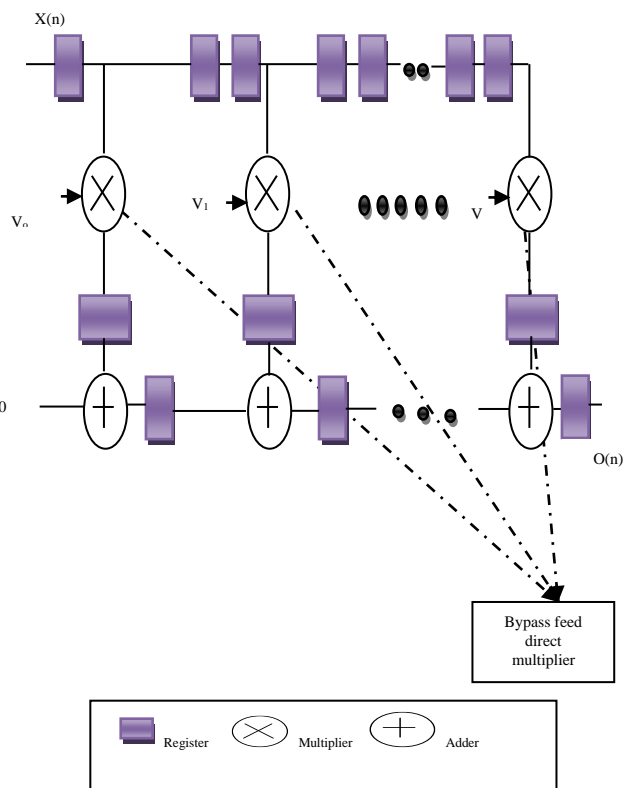 X(n)
V₀
V₁
V
0
O(n)
Bypass feed
direct
multiplier
Register
Multiplier
Adder